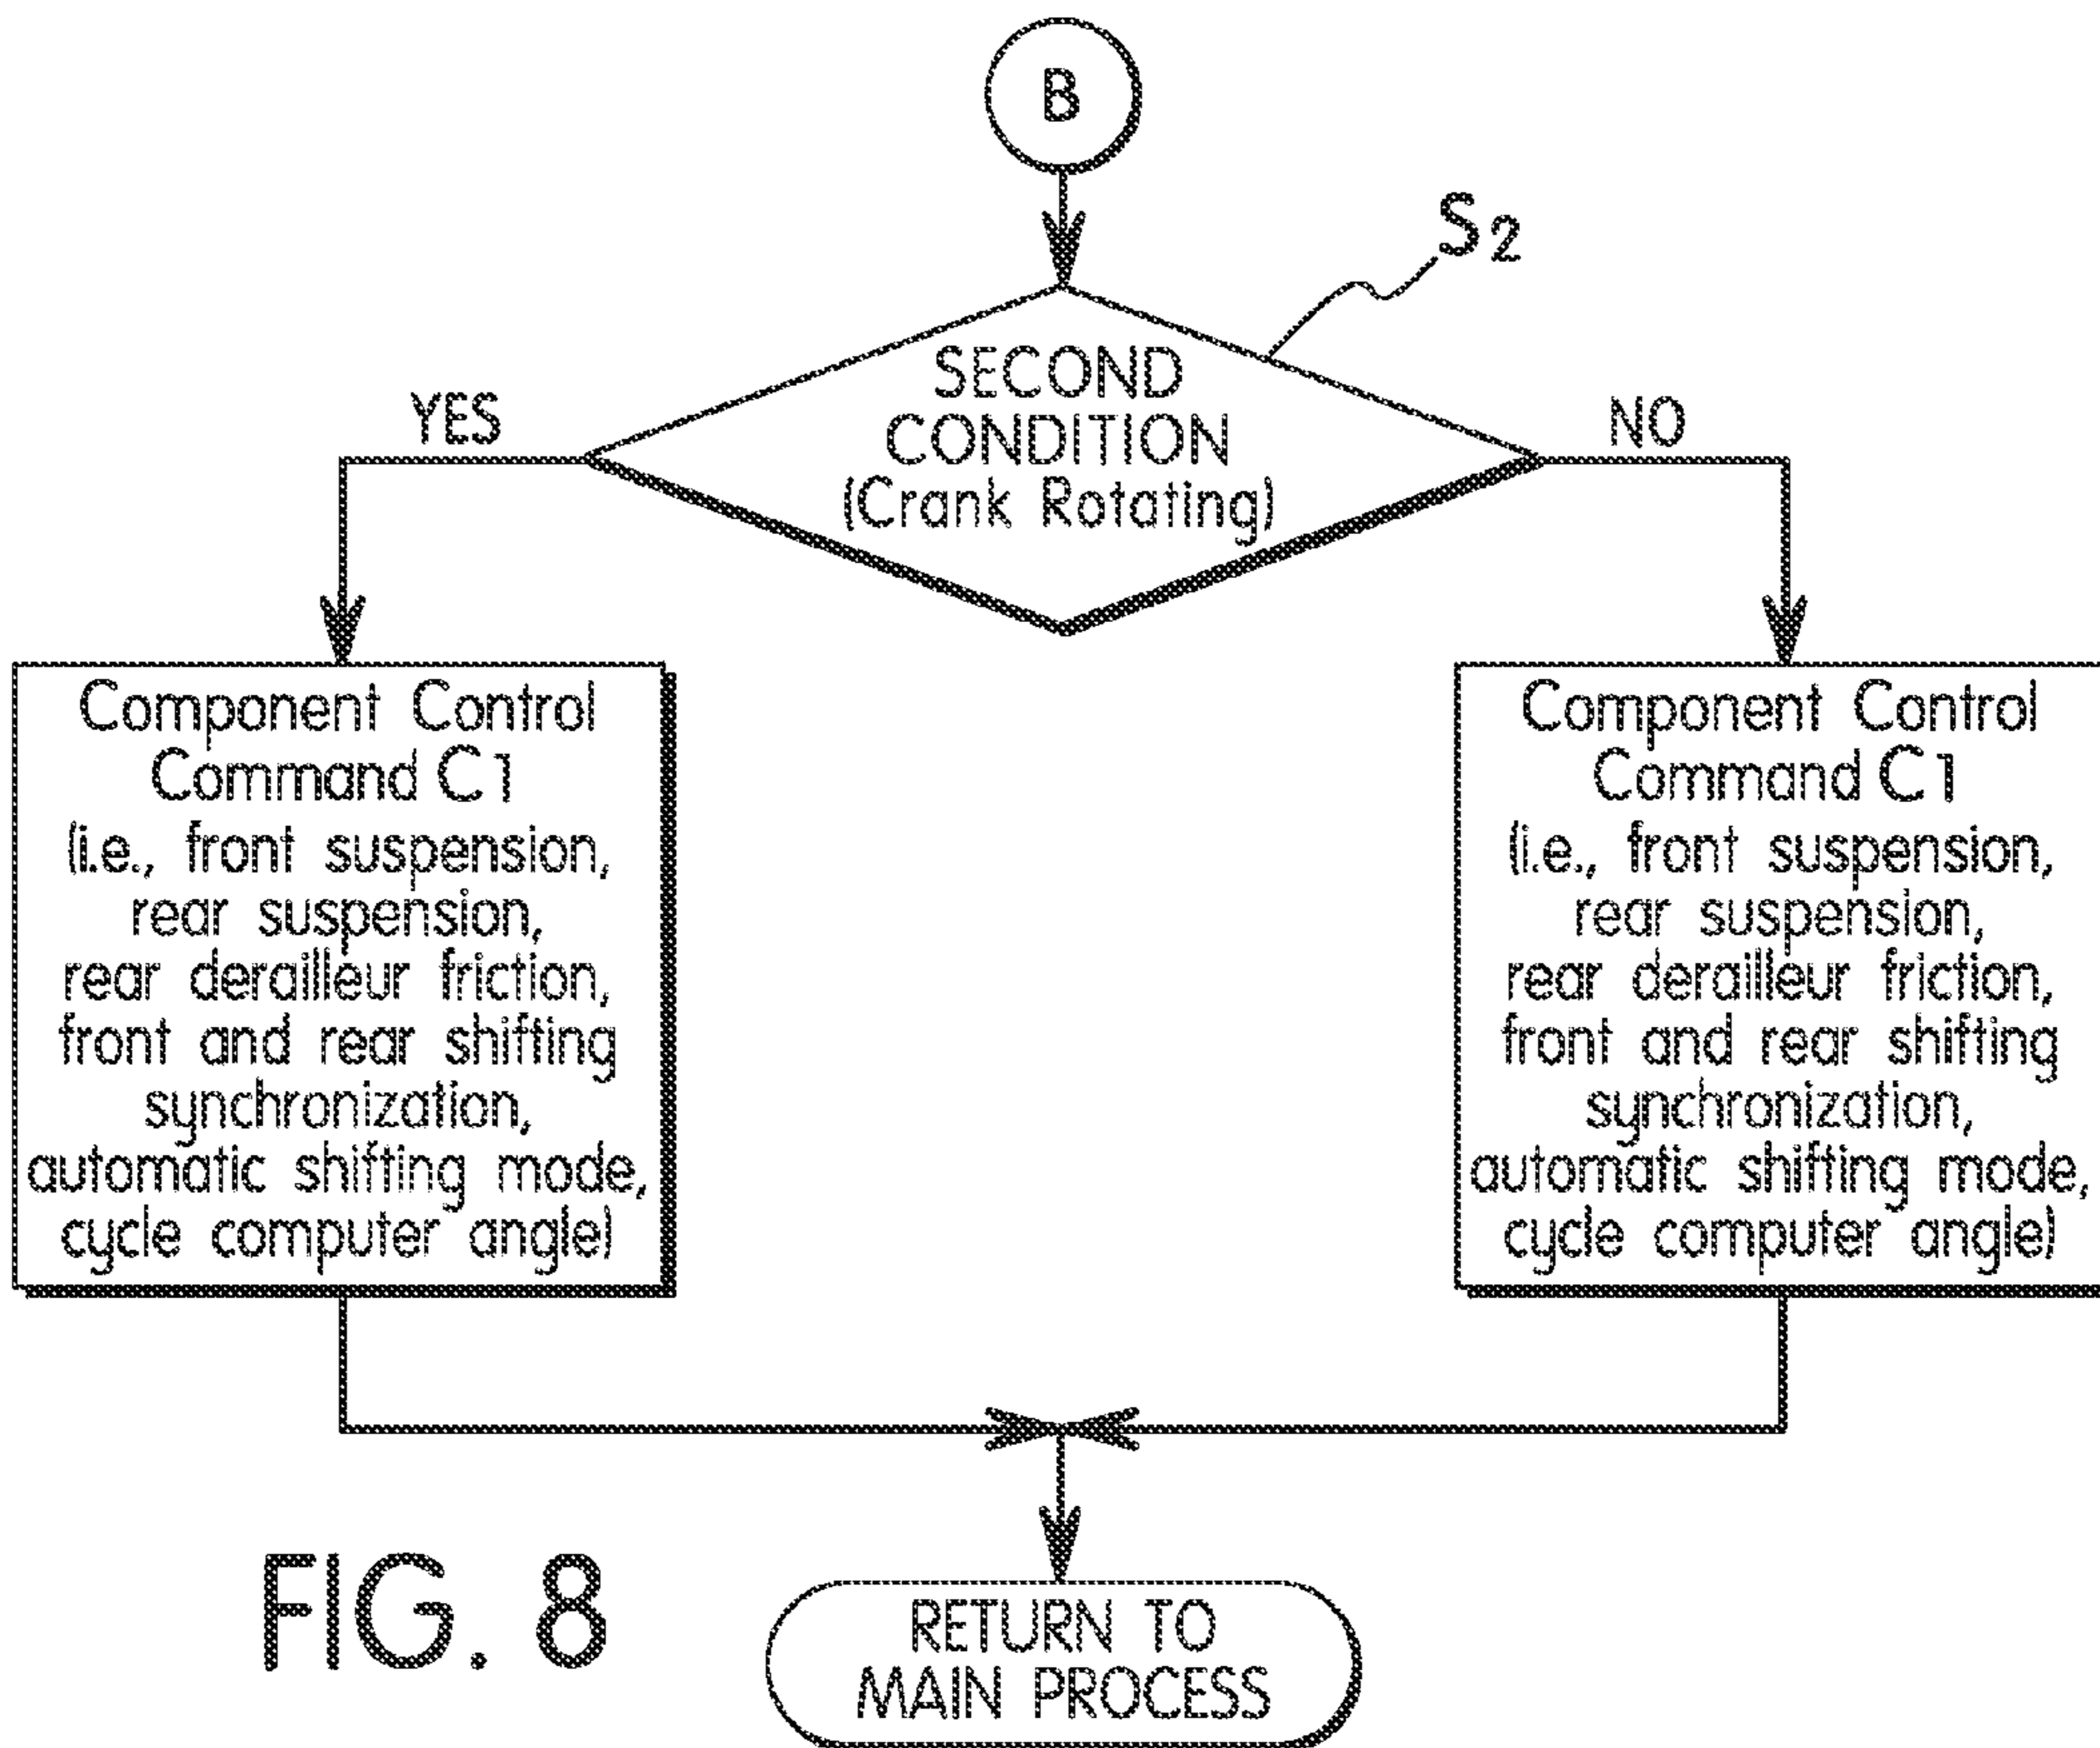 B
S2
SECOND
CONDITION
(Crank Rotating)
YES
NO
Component Control
Command C1
(i.e., front suspension,
rear suspension,
rear derailleur friction,
front and rear shifting
synchronization,
automatic shifting mode,
cycle computer angle)
Component Control
Command C1
(i.e., front suspension,
rear suspension,
rear derailleur friction,
front and rear shifting
synchronization,
automatic shifting mode,
cycle computer angle)
RETURN TO
MAIN PROCESS
FIG. 8